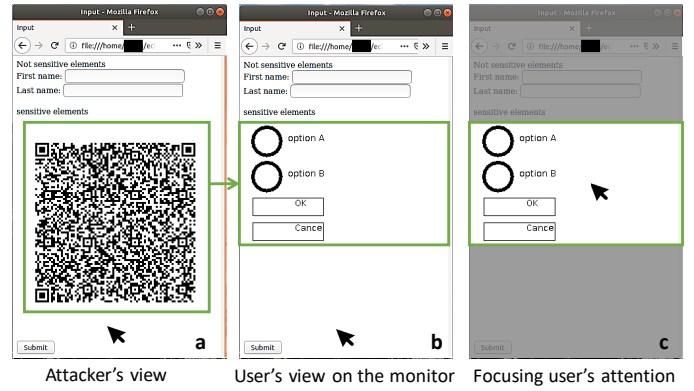 Input - Mozilla Firefox
Input
file:///home/
Not sensitive elements
First name:
Last name:
sensitive elements
Submit
a
Attacker's view
Input - Mozilla Firefox
Input
file:///home/
Not sensitive elements
First name:
Last name:
sensitive elements
option A
option B
OK
Cance
b
User's view on the monitor
Input - Mozilla Firefox
Input
file:///home/
Not sensitive elements
First name:
Last name:
sensitive elements
option A
option B
OK
Cance
Submit
c
Focusing user's attention